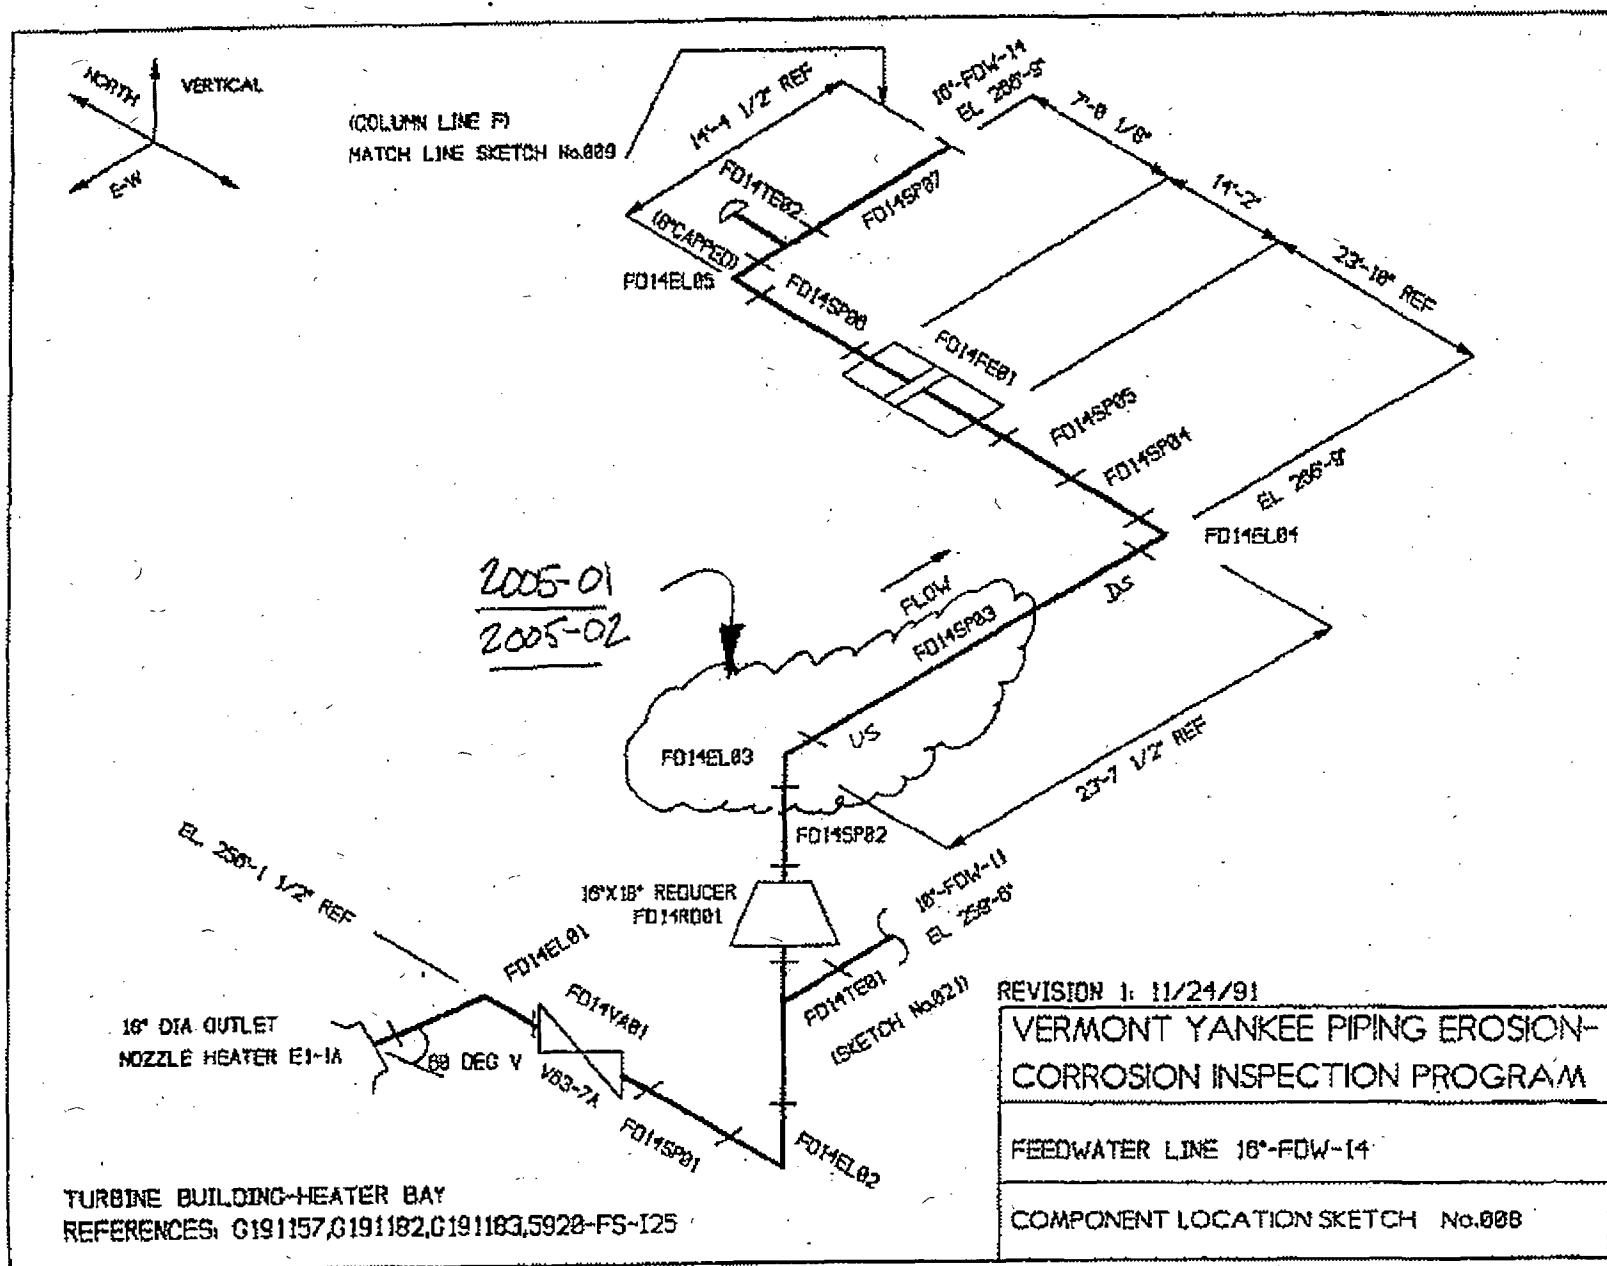 NORTH
VERTICAL
E-W
(COLUMN LINE F)
MATCH LINE SKETCH No.009
14'-4 1/2" REF
16"-FDW-14
EL 266'-9"
7'-0 1/8"
14'-2"
23'-10" REF
FD14TE02
(8"CAPPED)
FD14SP07
FD14EL05
FD14SP06
FD14FE01
FD14SP05
FD14SP04
EL 266'-9"
FD14EL04
2005-01
2005-02
FLOW
DS
FD14SP03
US
FD14EL03
23'-7 1/2" REF
FD14SP02
16"X18" REDUCER
FD14RD01
EL. 256'-1 1/2" REF
FD14EL01
FD14VA01
V63-7A
18"-FDW-11
EL 259'-6"
FD14TE01
(SKETCH No.021)
16" DIA OUTLET
NOZZLE HEATER E1-1A
60 DEG V
FD14SP01
FD14EL02
REVISION 1: 11/24/91
VERMONT YANKEE PIPING EROSION-
CORROSION INSPECTION PROGRAM
FEEDWATER LINE 16"-FDW-14
COMPONENT LOCATION SKETCH No.008
TURBINE BUILDING-HEATER BAY
REFERENCES: G191157,G191182,G191183,5920-FS-I25